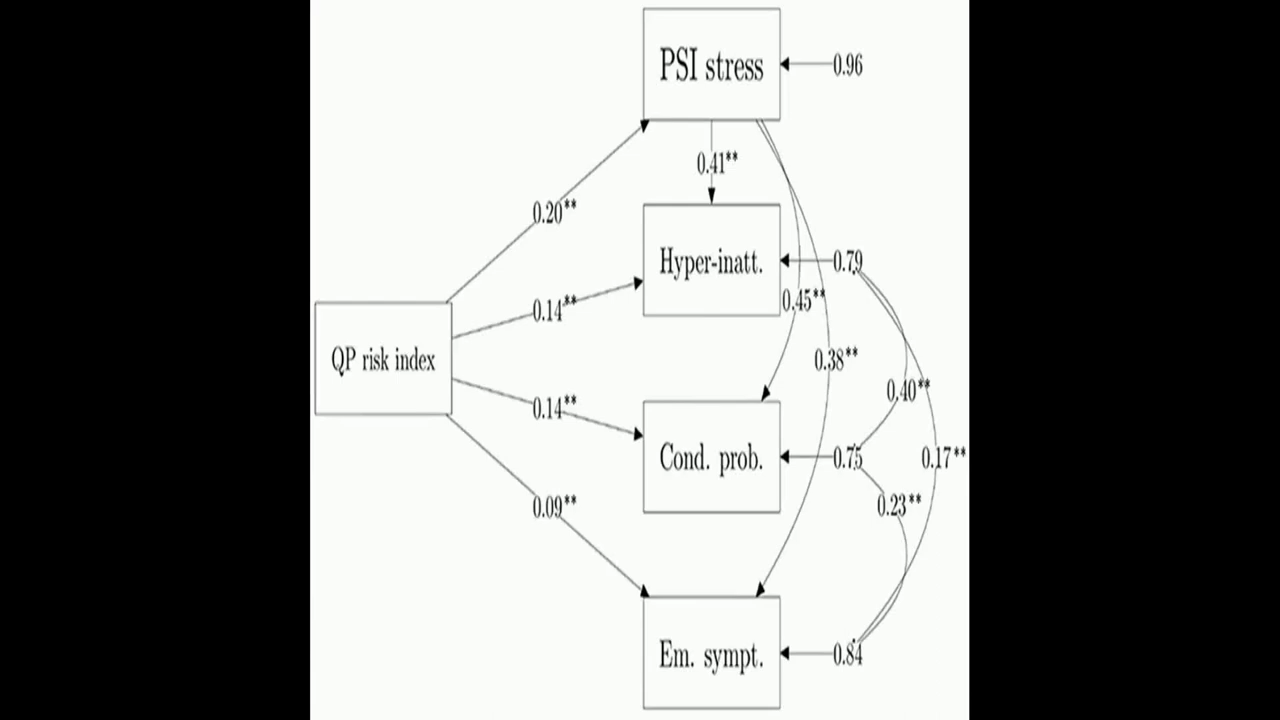 PSI stress
0.96
0.41**
0.20**
Hyper-inatt.
0.79
0.14**
0.45**
QP risk index
0.38**
0.40**
0.14**
Cond. prob.
0.75
0.17**
0.23**
0.09**
Em. sympt.
0.84